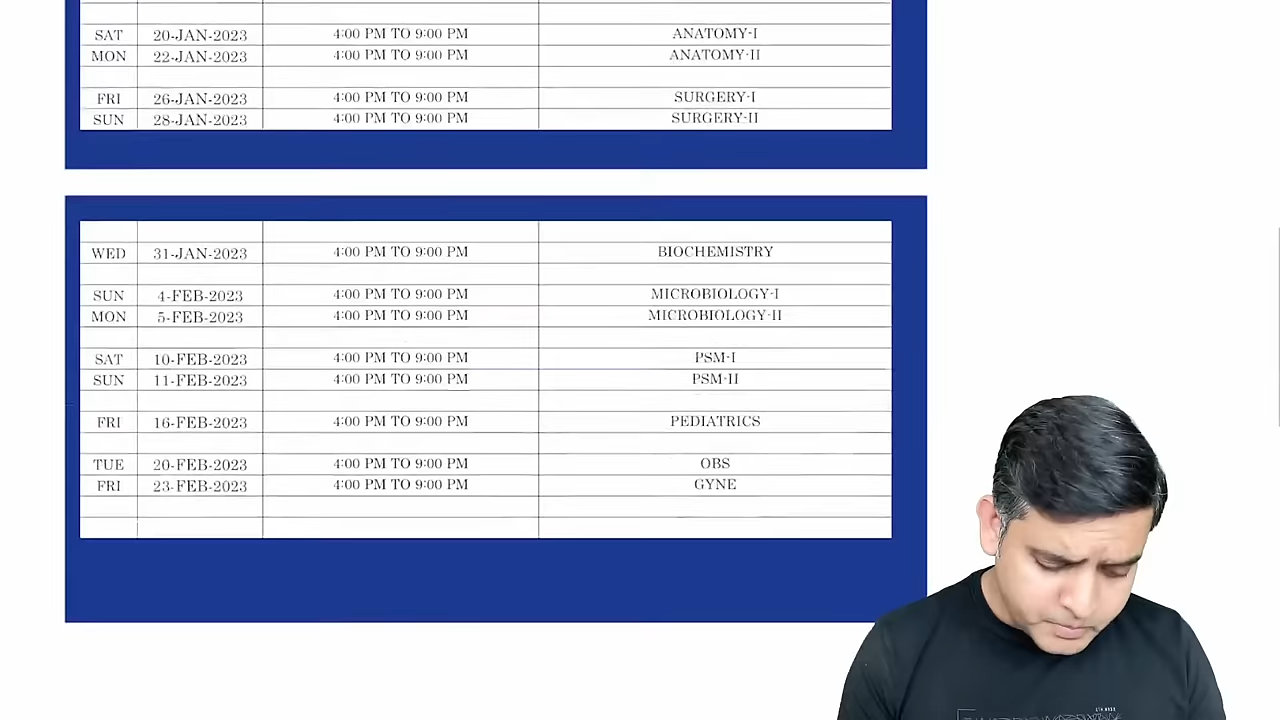 SAT 20-JAN-2023 4:00 PM TO 9:00 PM ANATOMY-I
MON 22-JAN-2023 4:00 PM TO 9:00 PM ANATOMY-II
FRI 26-JAN-2023 4:00 PM TO 9:00 PM SURGERY-I
SUN 28-JAN-2023 4:00 PM TO 9:00 PM SURGERY-II
WED 31-JAN-2023 4:00 PM TO 9:00 PM BIOCHEMISTRY
SUN 4-FEB-2023 4:00 PM TO 9:00 PM MICROBIOLOGY-I
MON 5-FEB-2023 4:00 PM TO 9:00 PM MICROBIOLOGY-II
SAT 10-FEB-2023 4:00 PM TO 9:00 PM PSM-I
SUN 11-FEB-2023 4:00 PM TO 9:00 PM PSM-II
FRI 16-FEB-2023 4:00 PM TO 9:00 PM PEDIATRICS
TUE 20-FEB-2023 4:00 PM TO 9:00 PM OBS
FRI 23-FEB-2023 4:00 PM TO 9:00 PM GYNE